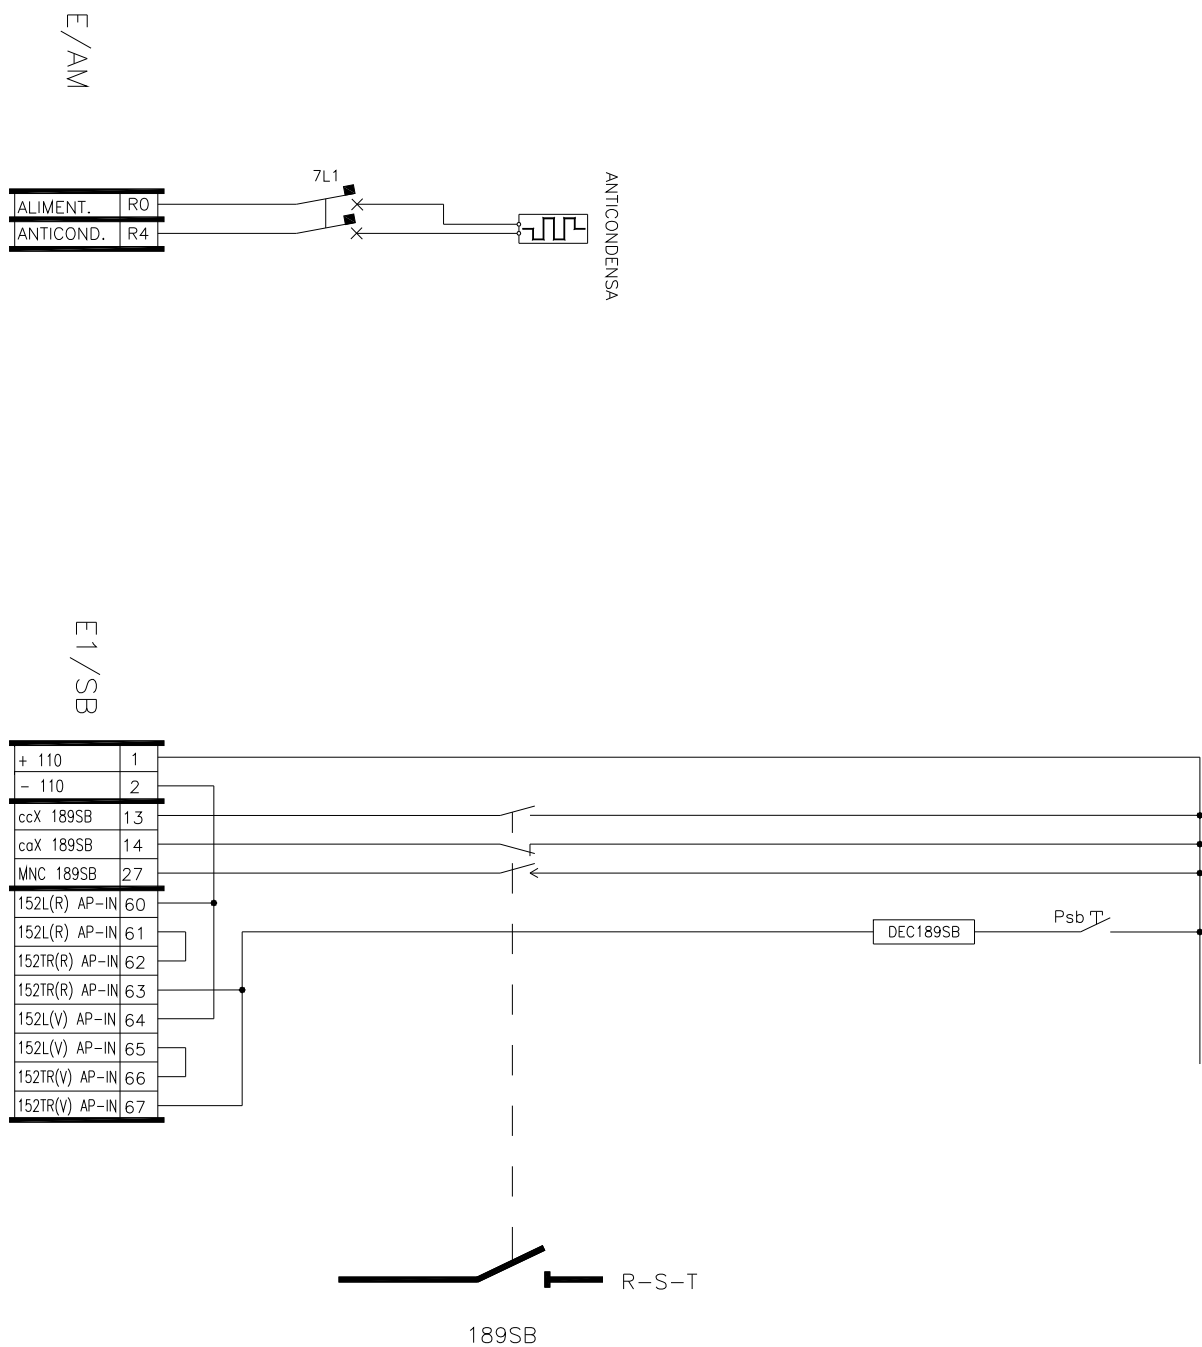 E/AM
7L1
ANTICONDENSA
ALIMENT. R0
ANTICOND. R4
E1/SB
+ 110 1
- 110 2
ccX 189SB 13
caX 189SB 14
MNC 189SB 27
152L(R) AP-IN 60
152L(R) AP-IN 61
152TR(R) AP-IN 62
152TR(R) AP-IN 63
152L(V) AP-IN 64
152L(V) AP-IN 65
152TR(V) AP-IN 66
152TR(V) AP-IN 67
DEC189SB
Psb
R-S-T
189SB